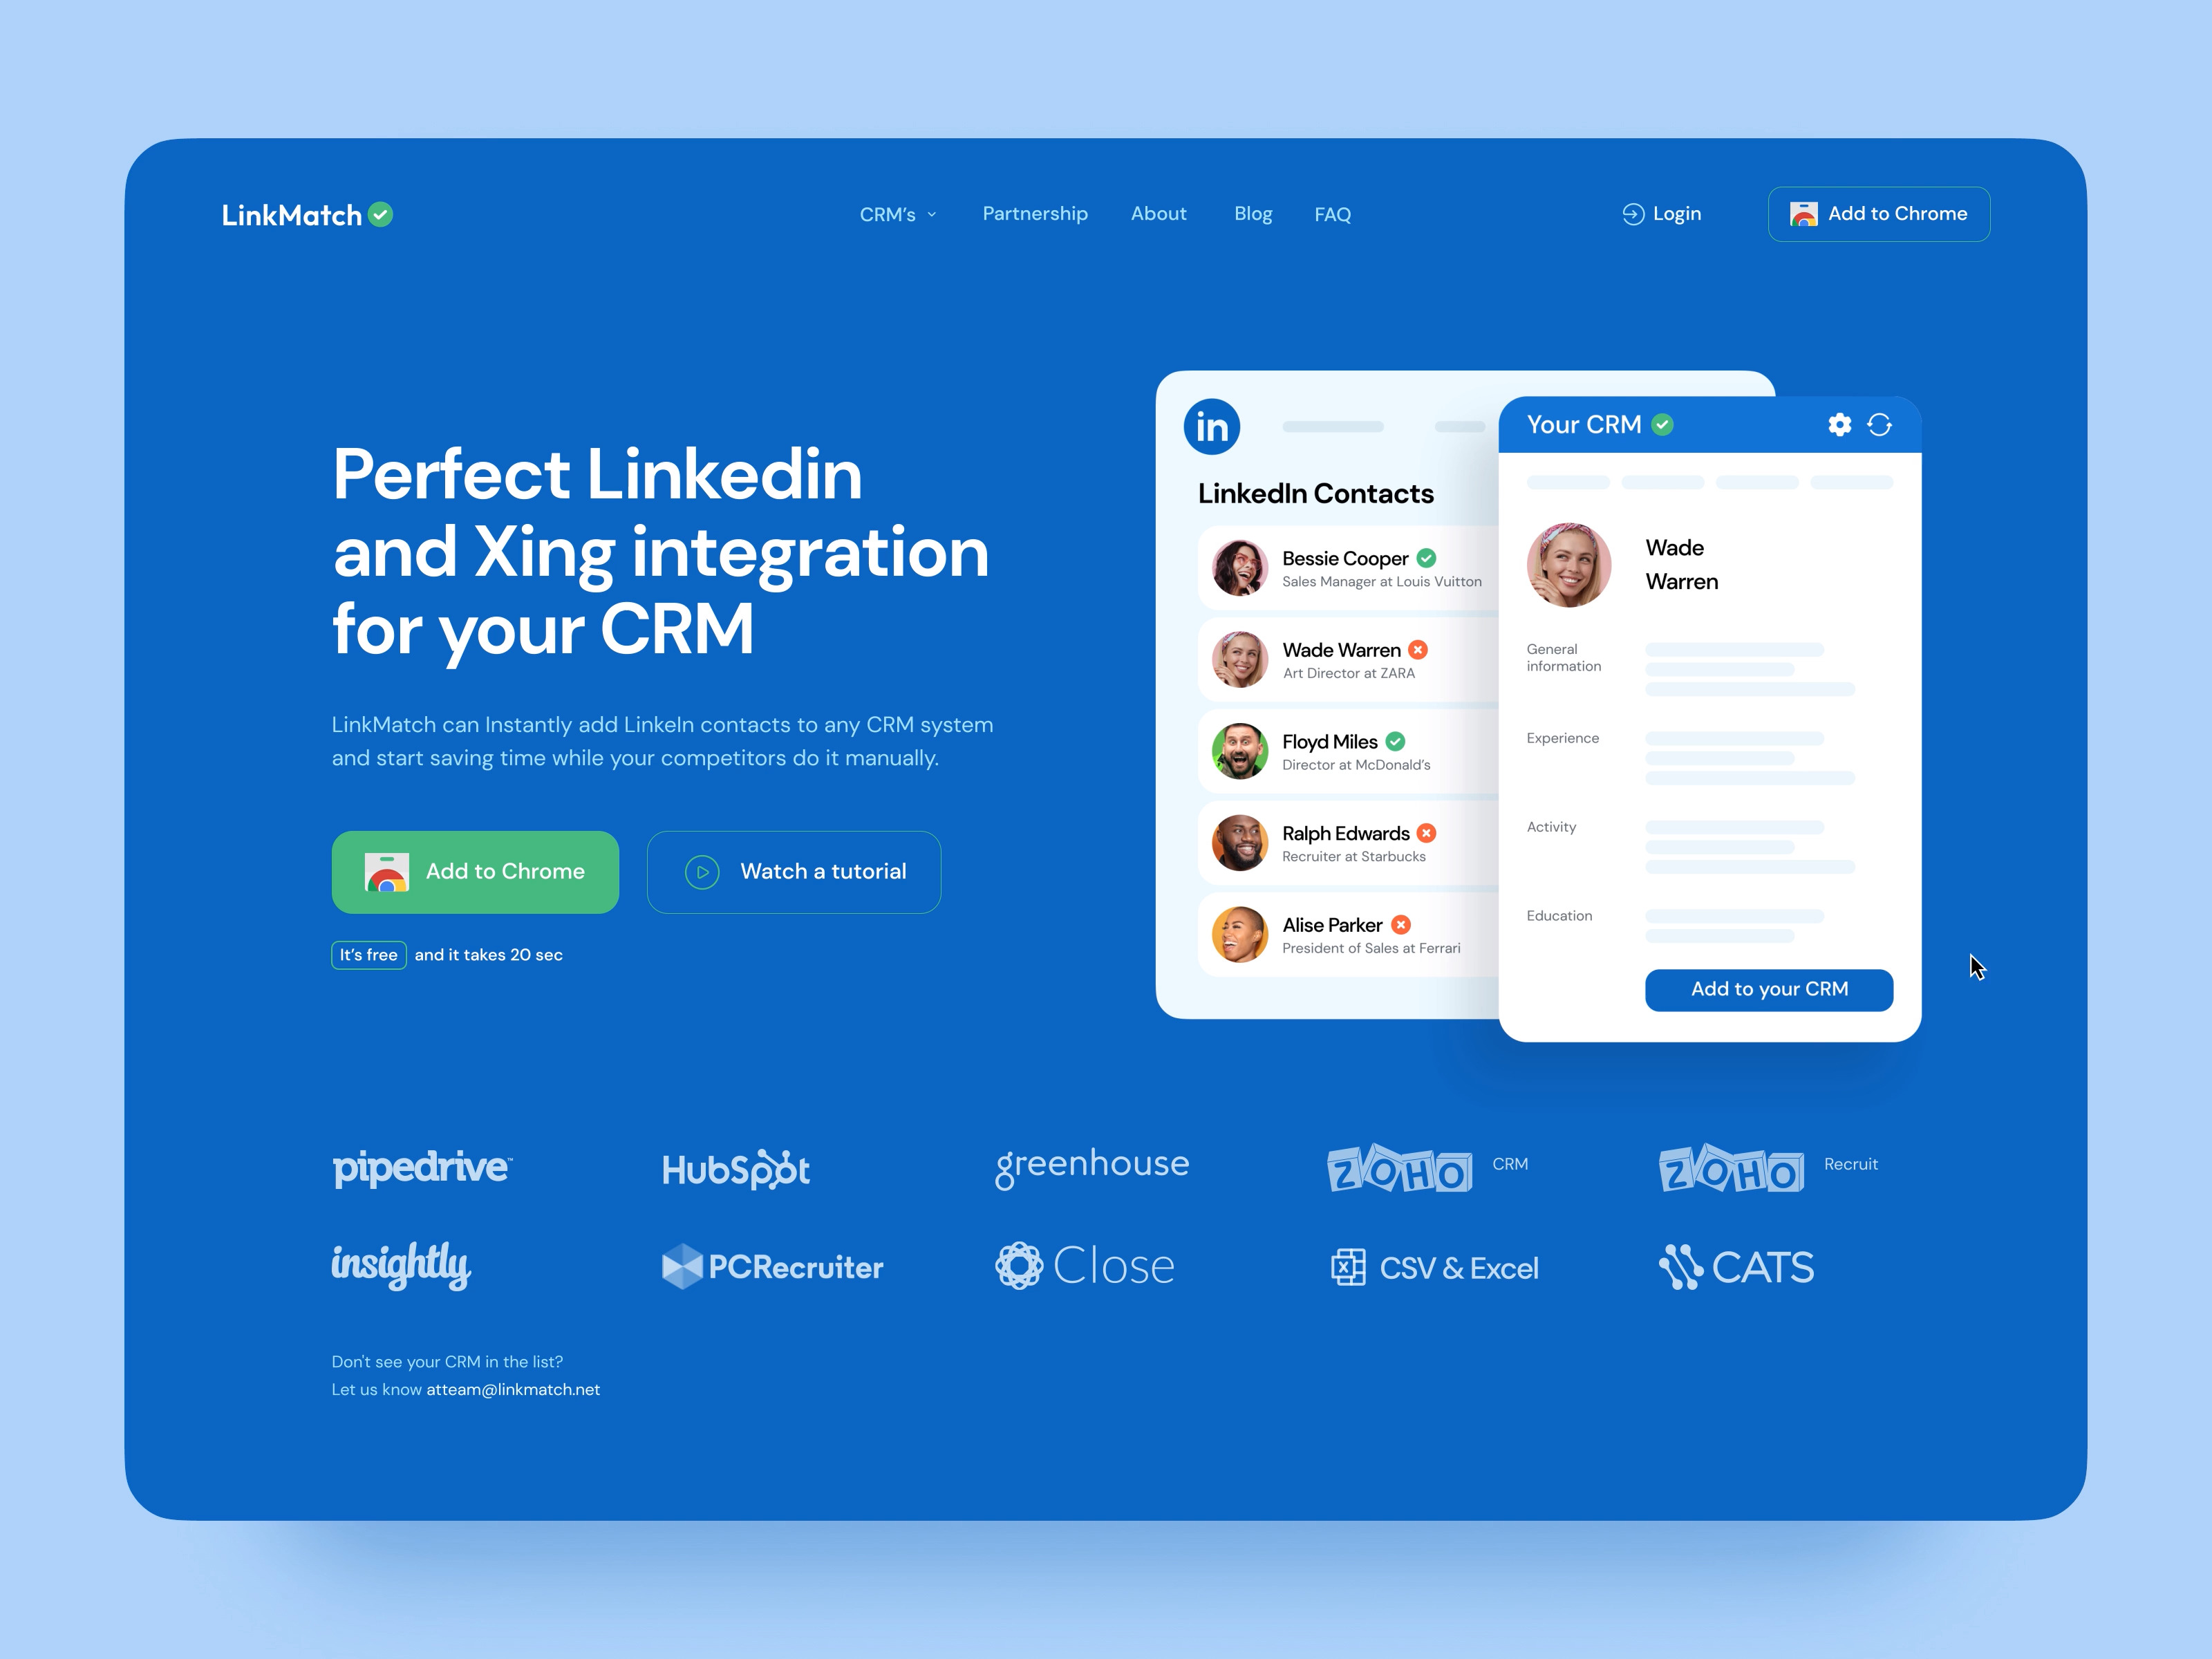 LinkMatch
CRM's
Partnership
About
Blog
FAQ
Login
Add to Chrome
Perfect Linkedin
and Xing integration
for your CRM
LinkMatch can Instantly add LinkeIn contacts to any CRM system
and start saving time while your competitors do it manually.
Add to Chrome
Watch a tutorial
It's free and it takes 20 sec
in
LinkedIn Contacts
Bessie Cooper
Sales Manager at Louis Vuitton
Wade Warren
Art Director at ZARA
Floyd Miles
Director at McDonald's
Ralph Edwards
Recruiter at Starbucks
Alise Parker
President of Sales at Ferrari
Your CRM
Wade
Warren
General
information
Experience
Activity
Education
Add to your CRM
pipedrive™
HubSpot
greenhouse
ZOHO CRM
ZOHO Recruit
insightly
PCRecruiter
Close
X CSV & Excel
CATS
Don't see your CRM in the list?
Let us know atteam@linkmatch.net